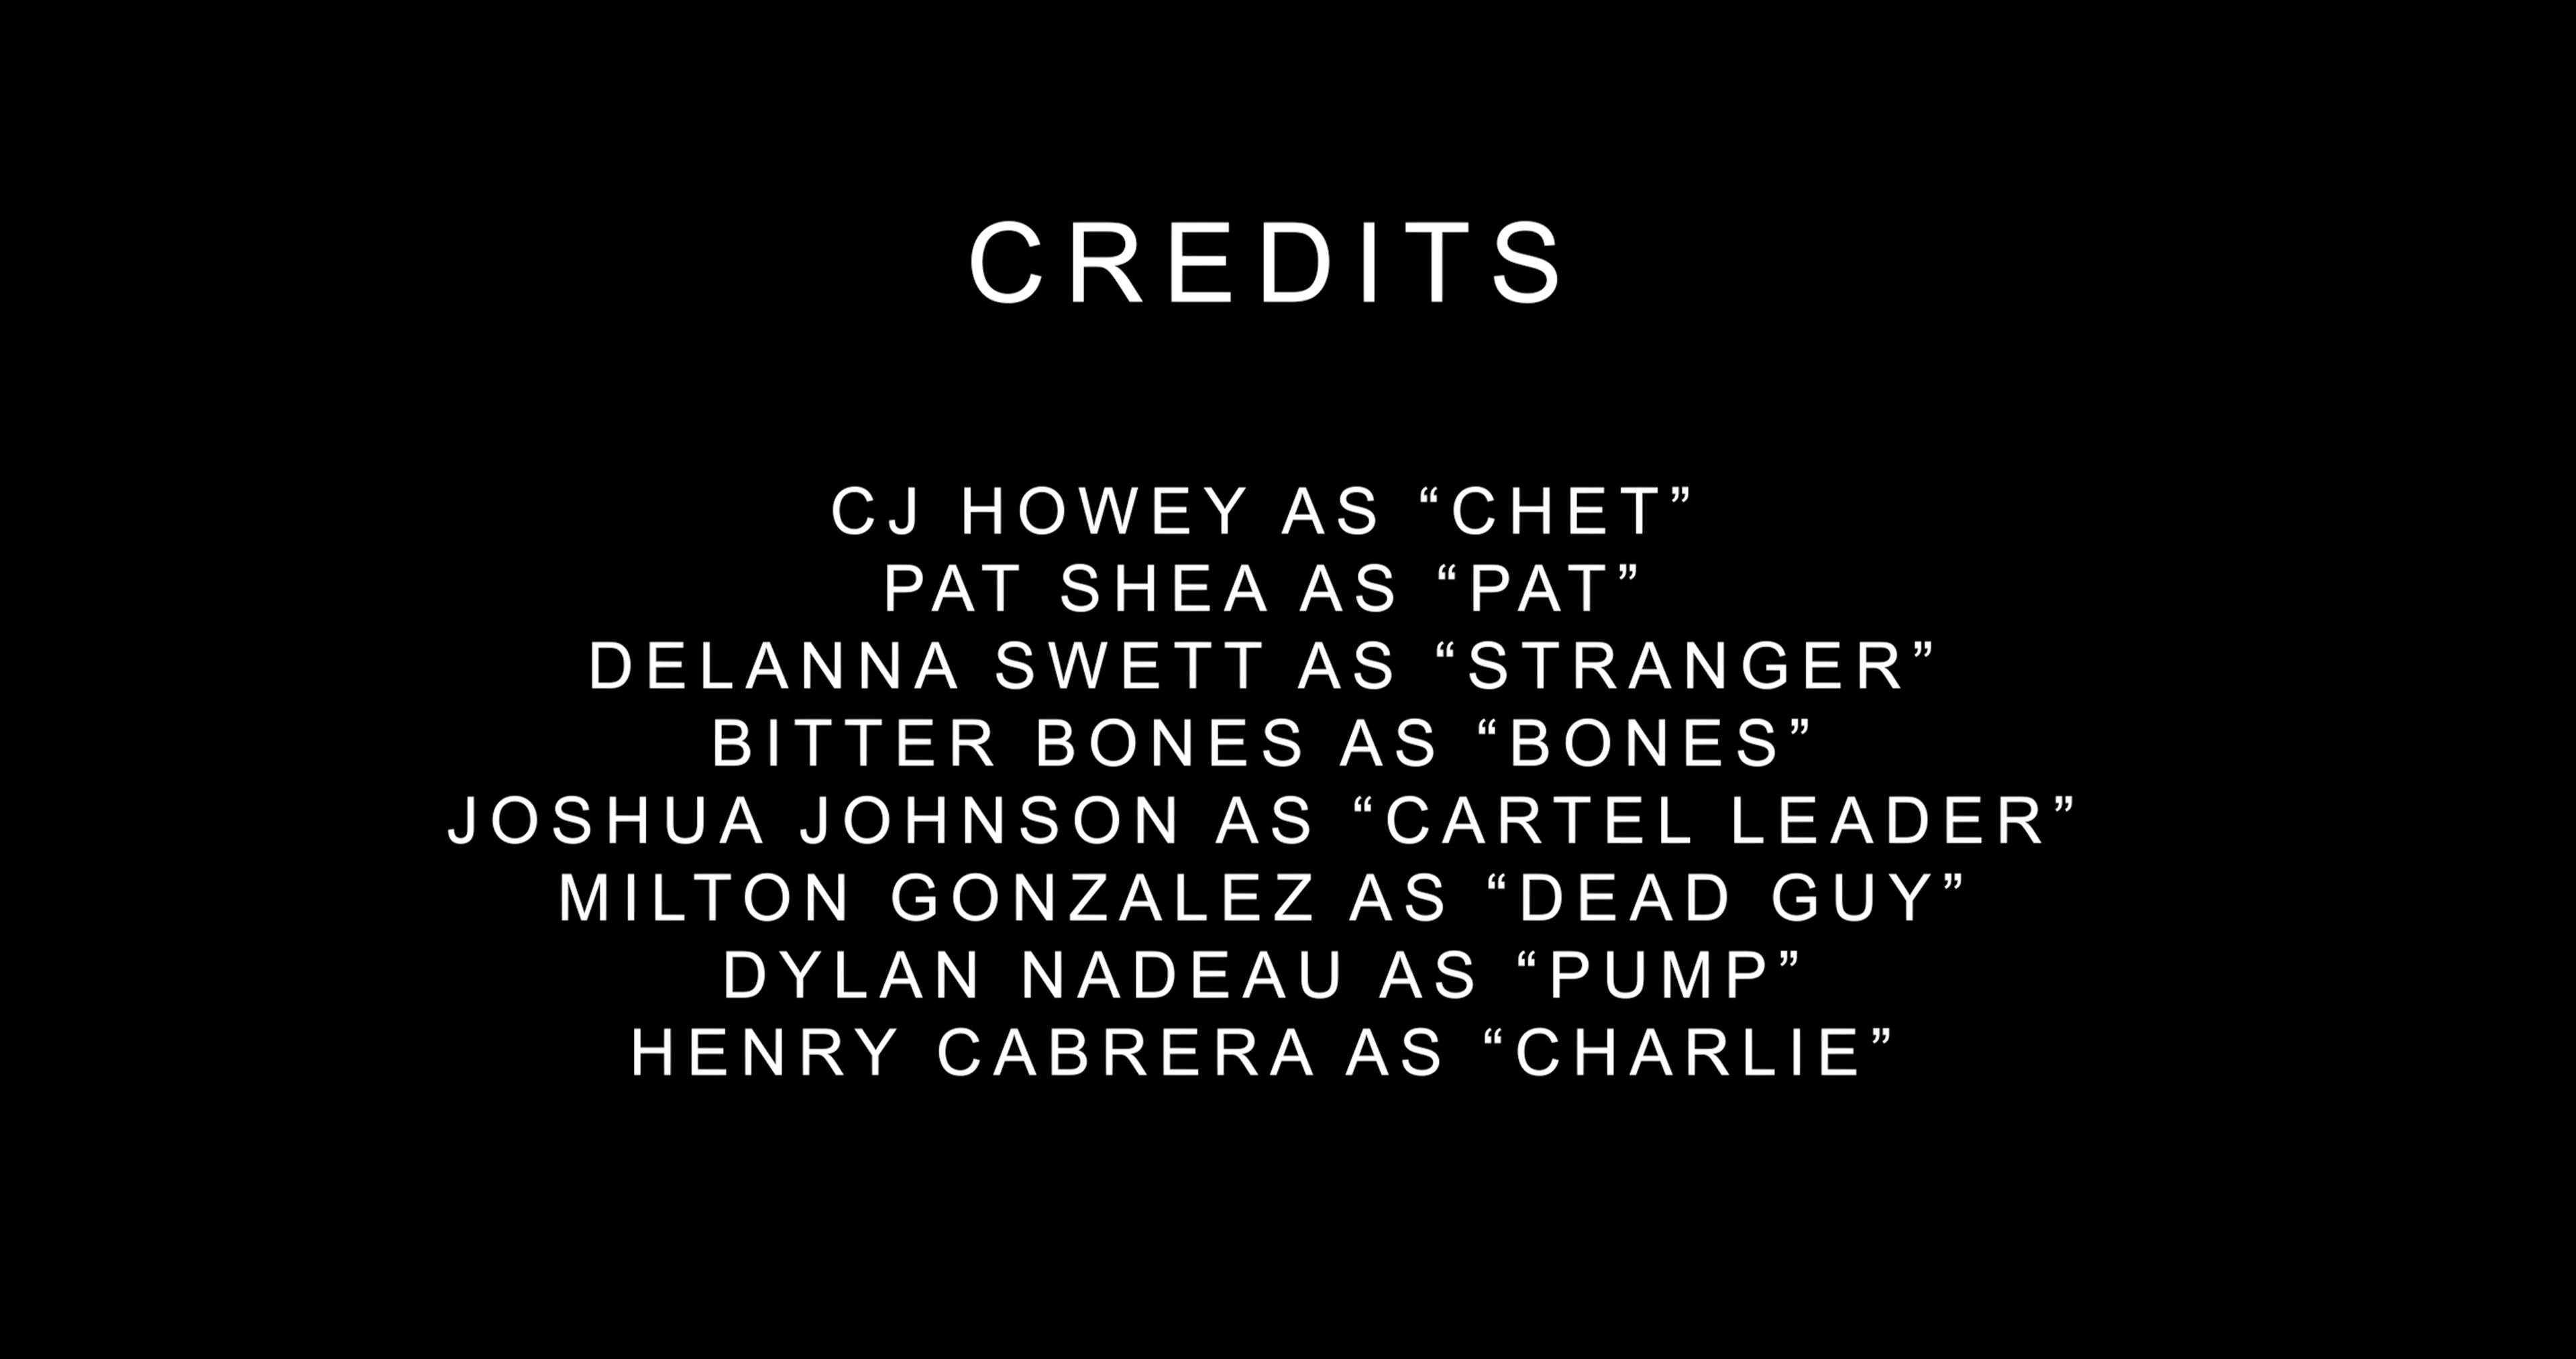 CREDITS
CJ HOWEY AS “CHET”
PAT SHEA AS “PAT”
DELANNA SWETT AS “STRANGER”
BITTER BONES AS “BONES”
JOSHUA JOHNSON AS “CARTEL LEADER”
MILTON GONZALEZ AS “DEAD GUY”
DYLAN NADEAU AS “PUMP”
HENRY CABRERA AS “CHARLIE”